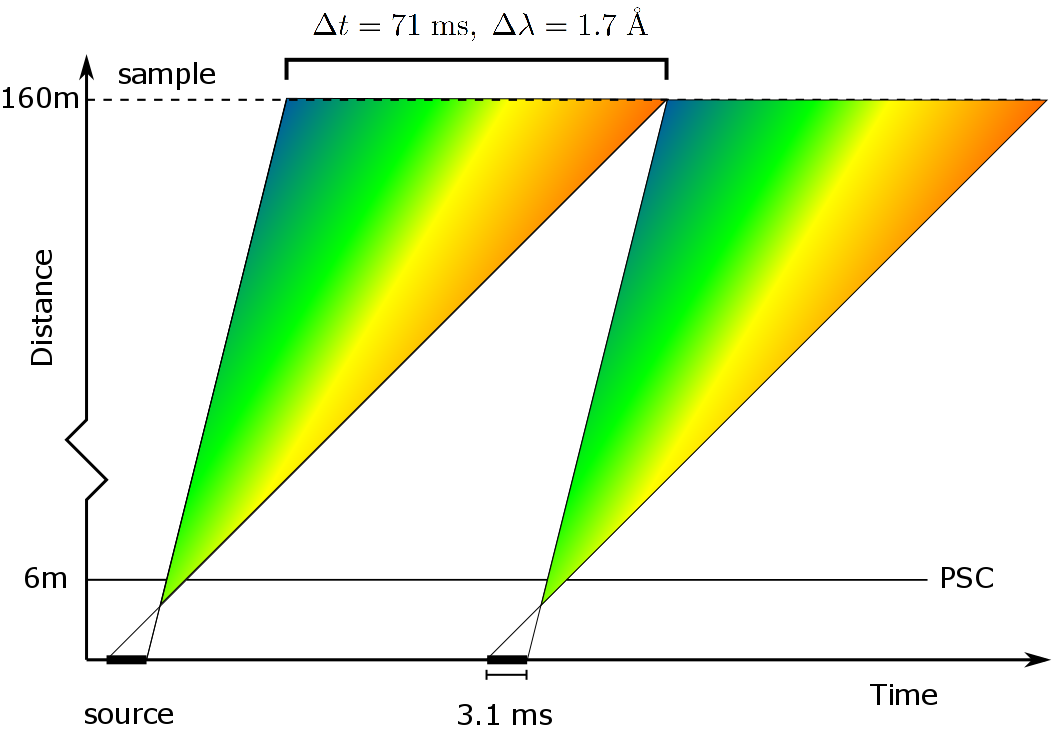 Δt = 71 ms, Δλ = 1.7 Å
sample
160m
Distance
6m
PSC
Time
source
3.1 ms